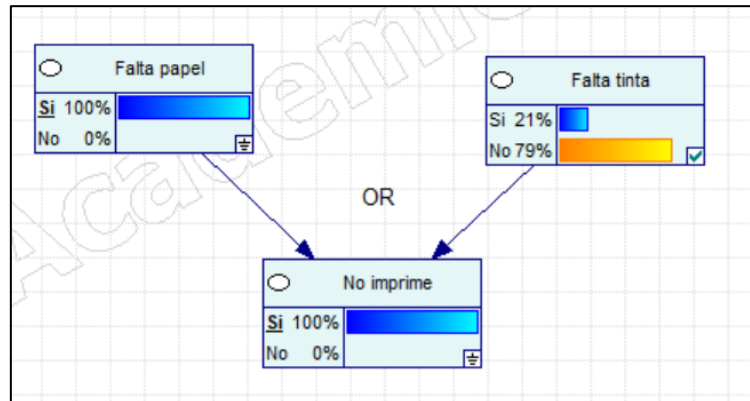 Falta papel
Si 100%
No 0%
Falta tinta
Si 21%
No 79%
OR
No imprime
Si 100%
No 0%
Academic